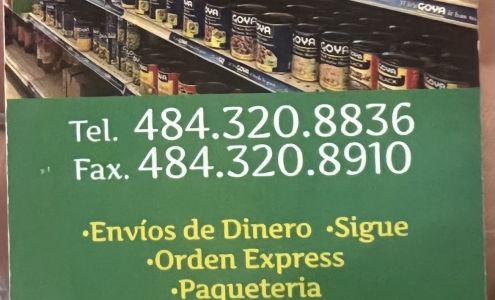 GOYA
GOYA
GOYA
GOYA
GOYA
Tel. 484.320.8836
Fax. 484.320.8910
•Envíos de Dinero •Sigue
•Orden Express
•Paqueteria